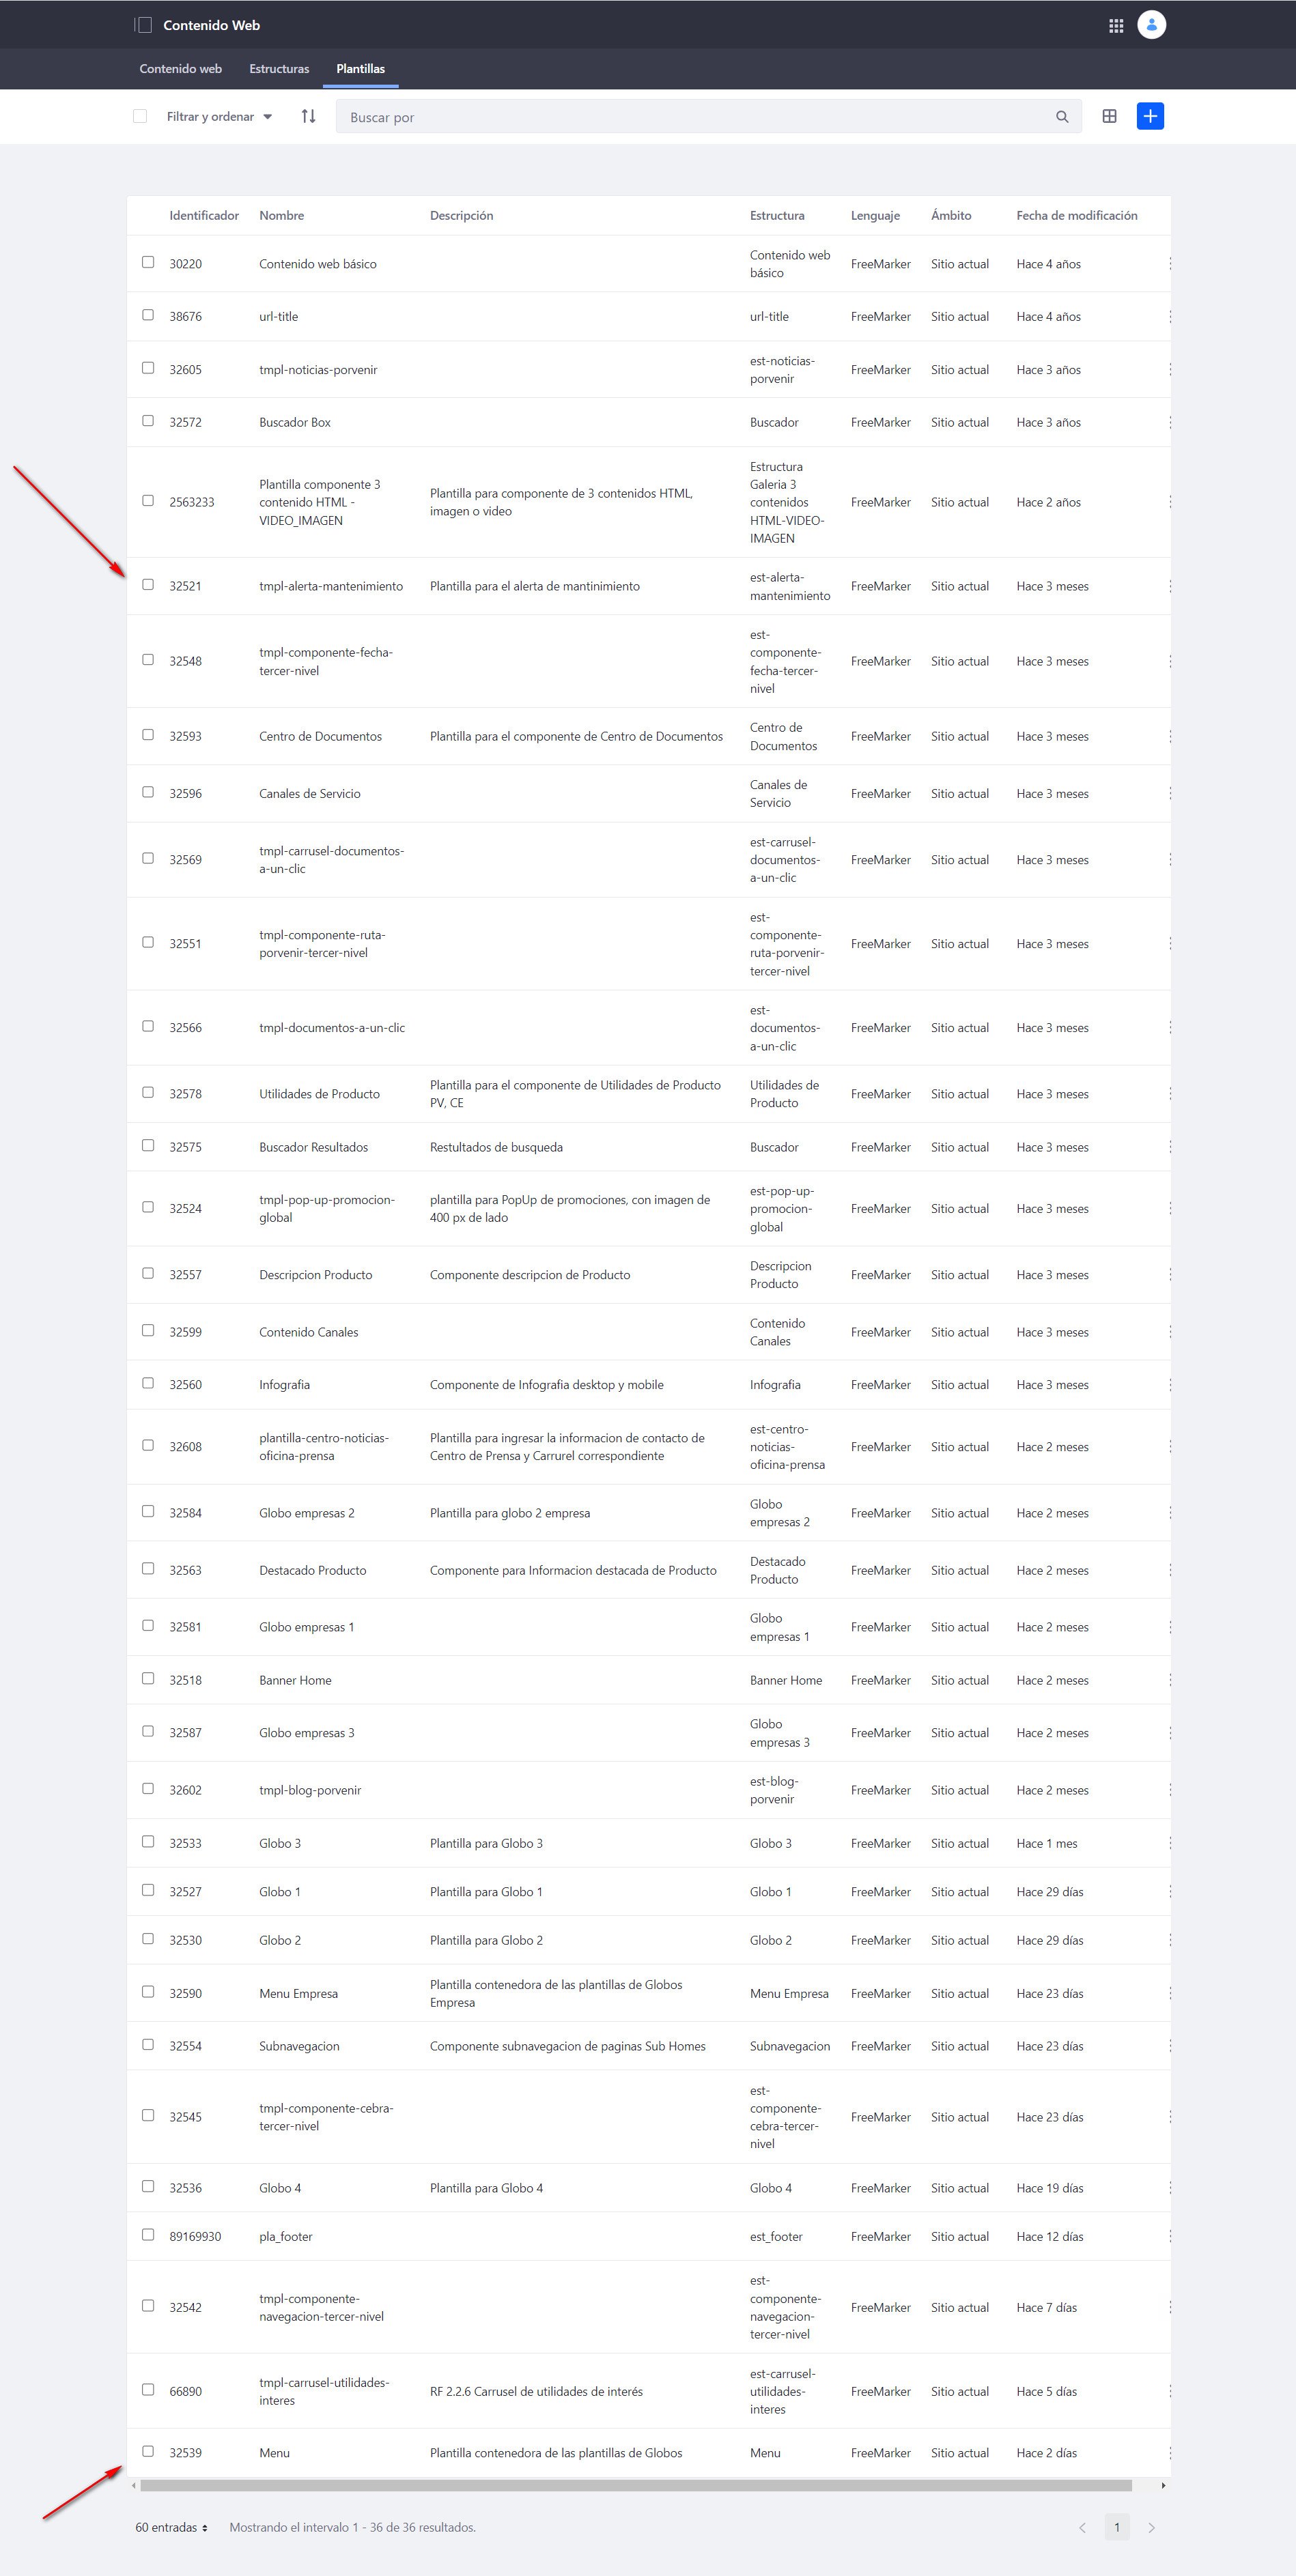 Contenido Web
Contenido web Estructuras Plantillas
Filtrar y ordenar Buscar por
Identificador Nombre Descripción Estructura Lenguaje Ámbito Fecha de modificación
30220 Contenido web básico Contenido web básico FreeMarker Sitio actual Hace 4 años
38676 url-title url-title FreeMarker Sitio actual Hace 4 años
32605 tmpl-noticias-porvenir est-noticias-porvenir FreeMarker Sitio actual Hace 3 años
32572 Buscador Box Buscador FreeMarker Sitio actual Hace 3 años
2563233 Plantilla componente 3 contenido HTML - VIDEO_IMAGEN Plantilla para componente de 3 contenidos HTML, imagen o video Estructura Galeria 3 contenidos HTML-VIDEO-IMAGEN FreeMarker Sitio actual Hace 2 años
32521 tmpl-alerta-mantenimiento Plantilla para el alerta de mantinimiento est-alerta-mantenimiento FreeMarker Sitio actual Hace 3 meses
32548 tmpl-componente-fecha-tercer-nivel est-componente-fecha-tercer-nivel FreeMarker Sitio actual Hace 3 meses
32593 Centro de Documentos Plantilla para el componente de Centro de Documentos Centro de Documentos FreeMarker Sitio actual Hace 3 meses
32596 Canales de Servicio Canales de Servicio FreeMarker Sitio actual Hace 3 meses
32569 tmpl-carrusel-documentos-a-un-clic est-carrusel-documentos-a-un-clic FreeMarker Sitio actual Hace 3 meses
32551 tmpl-componente-ruta-porvenir-tercer-nivel est-componente-ruta-porvenir-tercer-nivel FreeMarker Sitio actual Hace 3 meses
32566 tmpl-documentos-a-un-clic est-documentos-a-un-clic FreeMarker Sitio actual Hace 3 meses
32578 Utilidades de Producto Plantilla para el componente de Utilidades de Producto PV, CE Utilidades de Producto FreeMarker Sitio actual Hace 3 meses
32575 Buscador Resultados Restultados de busqueda Buscador FreeMarker Sitio actual Hace 3 meses
32524 tmpl-pop-up-promocion-global plantilla para PopUp de promociones, con imagen de 400 px de lado est-pop-up-promocion-global FreeMarker Sitio actual Hace 3 meses
32557 Descripcion Producto Componente descripcion de Producto Descripcion Producto FreeMarker Sitio actual Hace 3 meses
32599 Contenido Canales Contenido Canales FreeMarker Sitio actual Hace 3 meses
32560 Infografia Componente de Infografia desktop y mobile Infografia FreeMarker Sitio actual Hace 3 meses
32608 plantilla-centro-noticias-oficina-prensa Plantilla para ingresar la informacion de contacto de Centro de Prensa y Carrurel correspondiente est-centro-noticias-oficina-prensa FreeMarker Sitio actual Hace 2 meses
32584 Globo empresas 2 Plantilla para globo 2 empresa Globo empresas 2 FreeMarker Sitio actual Hace 2 meses
32563 Destacado Producto Componente para Informacion destacada de Producto Destacado Producto FreeMarker Sitio actual Hace 2 meses
32581 Globo empresas 1 Globo empresas 1 FreeMarker Sitio actual Hace 2 meses
32518 Banner Home Banner Home FreeMarker Sitio actual Hace 2 meses
32587 Globo empresas 3 Globo empresas 3 FreeMarker Sitio actual Hace 2 meses
32602 tmpl-blog-porvenir est-blog-porvenir FreeMarker Sitio actual Hace 2 meses
32533 Globo 3 Plantilla para Globo 3 Globo 3 FreeMarker Sitio actual Hace 1 mes
32527 Globo 1 Plantilla para Globo 1 Globo 1 FreeMarker Sitio actual Hace 29 días
32530 Globo 2 Plantilla para Globo 2 Globo 2 FreeMarker Sitio actual Hace 29 días
32590 Menu Empresa Plantilla contenedora de las plantillas de Globos Empresa Menu Empresa FreeMarker Sitio actual Hace 23 días
32554 Subnavegacion Componente subnavegacion de paginas Sub Homes Subnavegacion FreeMarker Sitio actual Hace 23 días
32545 tmpl-componente-cebra-tercer-nivel est-componente-cebra-tercer-nivel FreeMarker Sitio actual Hace 23 días
32536 Globo 4 Plantilla para Globo 4 Globo 4 FreeMarker Sitio actual Hace 19 días
89169930 pla_footer est_footer FreeMarker Sitio actual Hace 12 días
32542 tmpl-componente-navegacion-tercer-nivel est-componente-navegacion-tercer-nivel FreeMarker Sitio actual Hace 7 días
66890 tmpl-carrusel-utilidades-interes RF 2.2.6 Carrusel de utilidades de interés est-carrusel-utilidades-interes FreeMarker Sitio actual Hace 5 días
32539 Menu Plantilla contenedora de las plantillas de Globos Menu FreeMarker Sitio actual Hace 2 días
60 entradas Mostrando el intervalo 1 - 36 de 36 resultados. 1